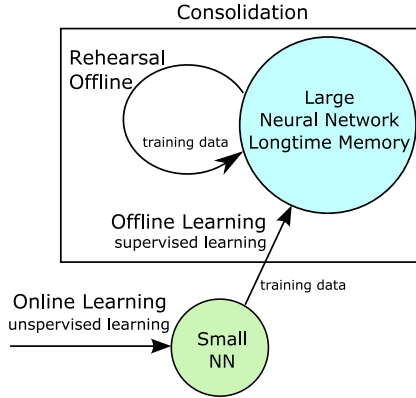 Consolidation
Rehearsal
Offline
training data
Large
Neural Network
Longtime Memory
Offline Learning
supervised learning
training data
Online Learning
unspervised learning
Small
NN